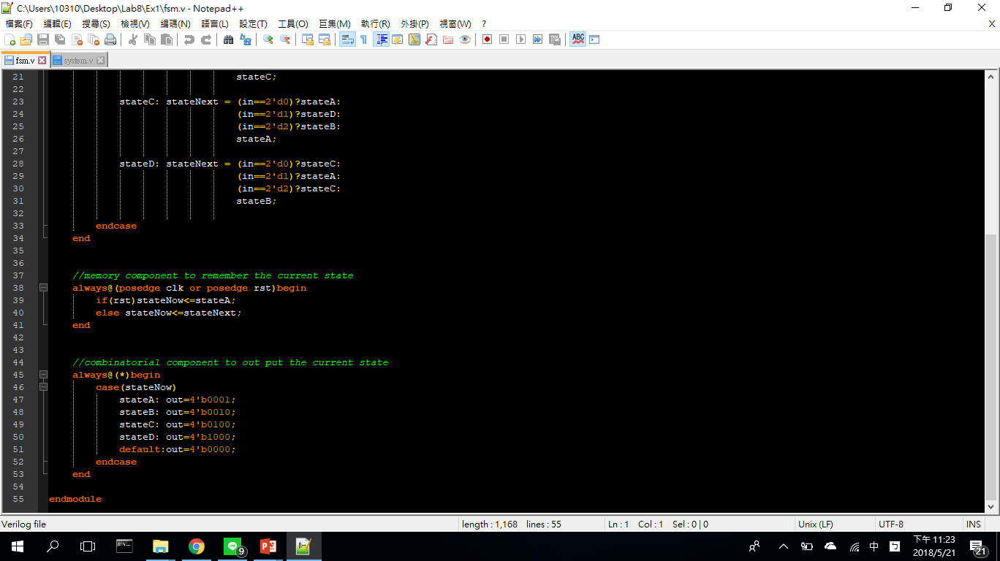 C:\Users\10310\Desktop\Lab8\Ex1\fsm.v - Notepad++
檔案(F) 編輯(E) 搜尋(S) 檢視(V) 編碼(N) 語言(L) 設定(T) 工具(O) 巨集(M) 執行(R) 外掛(P) 視窗(W) ? X
ABC
fsm.v system.v
21 stateC;
22
23 stateC: stateNext = (in==2'd0)?stateA:
24 (in==2'd1)?stateD:
25 (in==2'd2)?stateB:
26 stateA;
27
28 stateD: stateNext = (in==2'd0)?stateC:
29 (in==2'd1)?stateA:
30 (in==2'd2)?stateC:
31 stateB;
32
33 endcase
34 end
35
36
37 //memory component to remember the current state
38 always@(posedge clk or posedge rst)begin
39 if(rst)stateNow<=stateA;
40 else stateNow<=stateNext;
41 end
42
43
44 //combinatorial component to out put the current state
45 always@(*)begin
46 case(stateNow)
47 stateA: out=4'b0001;
48 stateB: out=4'b0010;
49 stateC: out=4'b0100;
50 stateD: out=4'b1000;
51 default:out=4'b0000;
52 endcase
53 end
54
55 endmodule
Verilog file length : 1,168 lines : 55 Ln : 1 Col : 1 Sel : 0 | 0 Unix (LF) UTF-8 INS
9 中 下午 11:23
2018/5/21 21